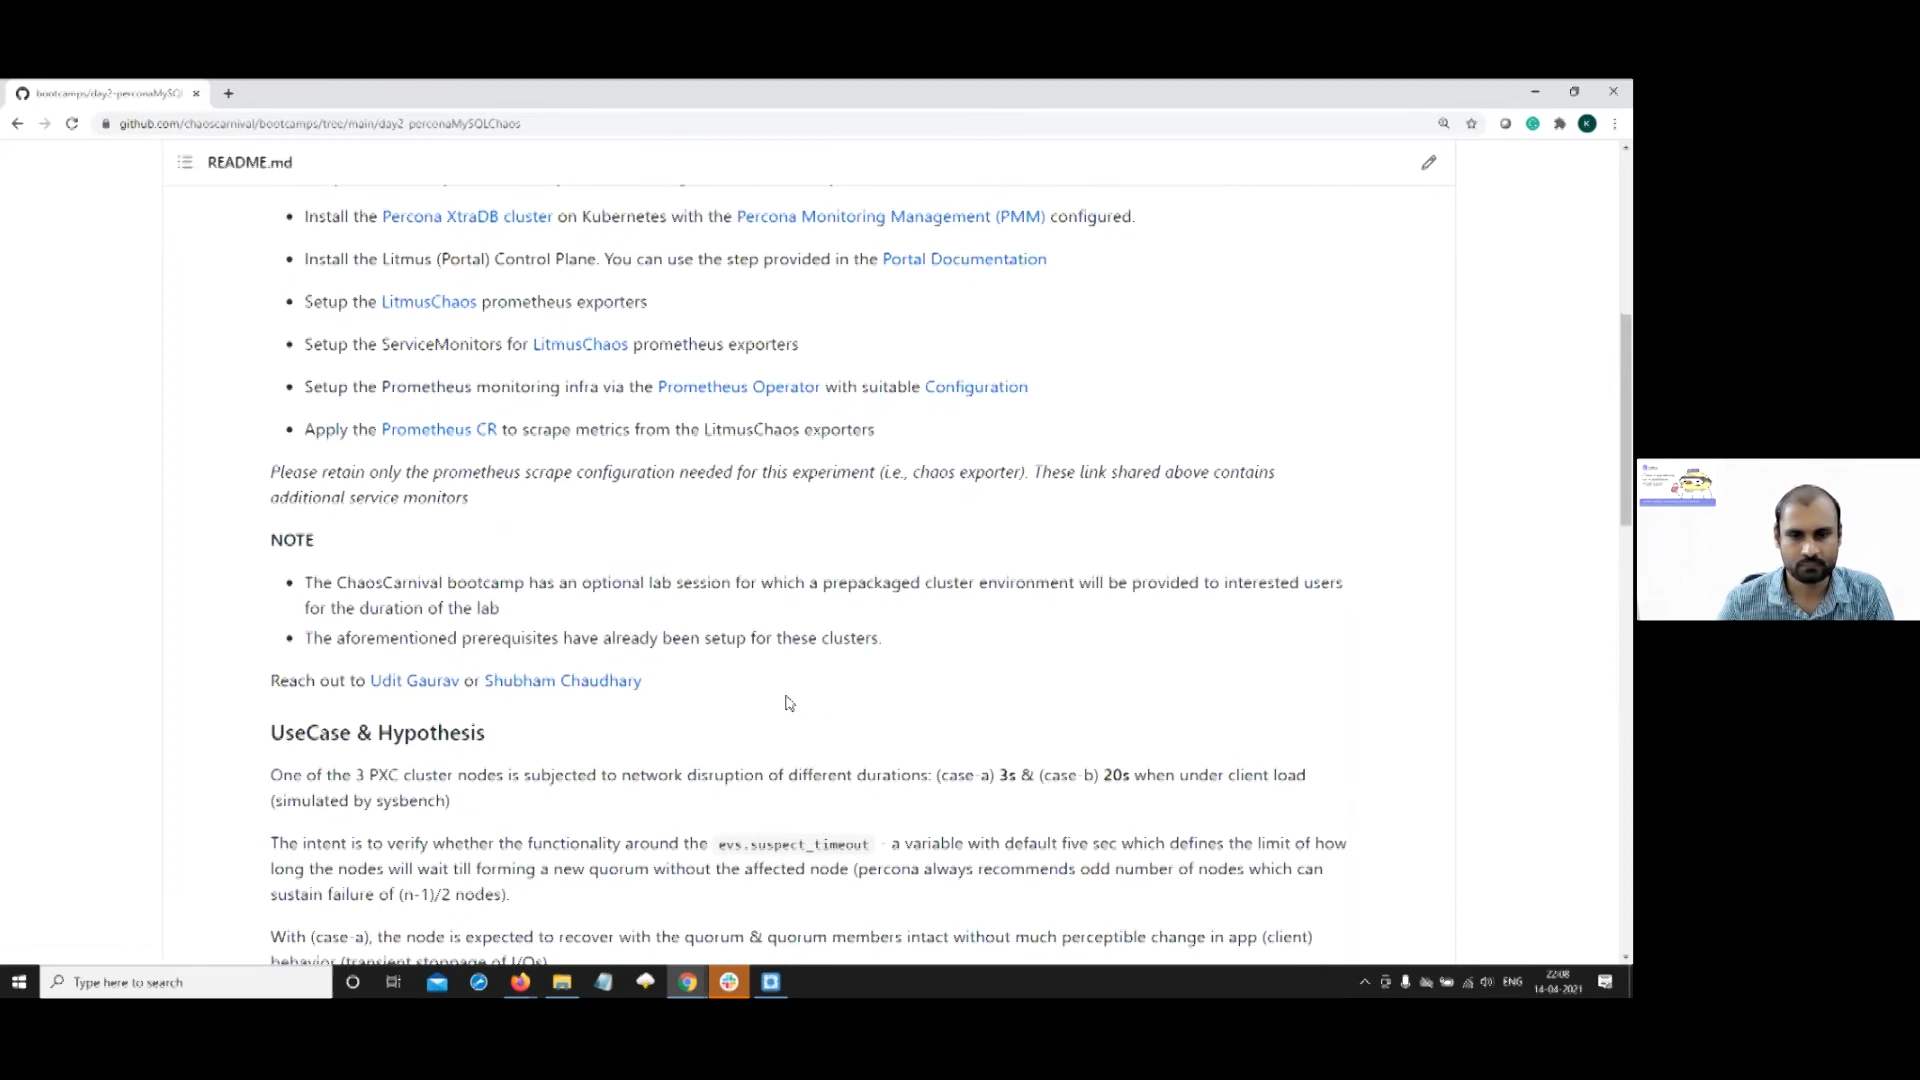 bootcamps/day2-perconaMySQL
github.com/chaoscarnival/bootcamps/tree/main/day2-perconaMySQLChaos
K
README.md
• Install the Percona XtraDB cluster on Kubernetes with the Percona Monitoring Management (PMM) configured.
• Install the Litmus (Portal) Control Plane. You can use the step provided in the Portal Documentation
• Setup the LitmusChaos prometheus exporters
• Setup the ServiceMonitors for LitmusChaos prometheus exporters
• Setup the Prometheus monitoring infra via the Prometheus Operator with suitable Configuration
• Apply the Prometheus CR to scrape metrics from the LitmusChaos exporters
Please retain only the prometheus scrape configuration needed for this experiment (i.e., chaos exporter). These link shared above contains
additional service monitors
NOTE
• The ChaosCarnival bootcamp has an optional lab session for which a prepackaged cluster environment will be provided to interested users
for the duration of the lab
• The aforementioned prerequisites have already been setup for these clusters.
Reach out to Udit Gaurav or Shubham Chaudhary
UseCase & Hypothesis
One of the 3 PXC cluster nodes is subjected to network disruption of different durations: (case-a) 3s & (case-b) 20s when under client load
(simulated by sysbench)
The intent is to verify whether the functionality around the evs.suspect_timeout - a variable with default five sec which defines the limit of how
long the nodes will wait till forming a new quorum without the affected node (percona always recommends odd number of nodes which can
sustain failure of (n-1)/2 nodes).
With (case-a), the node is expected to recover with the quorum & quorum members intact without much perceptible change in app (client)
behavior (transient stoppage of I/Os)
Type here to search
ENG
22:08
14-04-2021